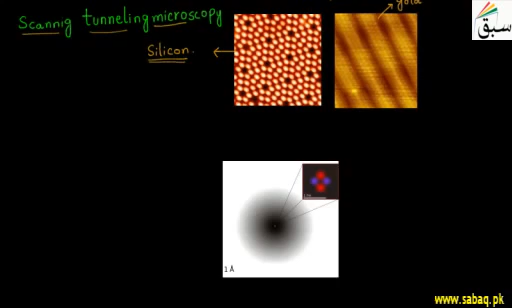 gold
Scannig tunneling microscopy
سبق
Silicon.
1 Å
www.sabaq.pk